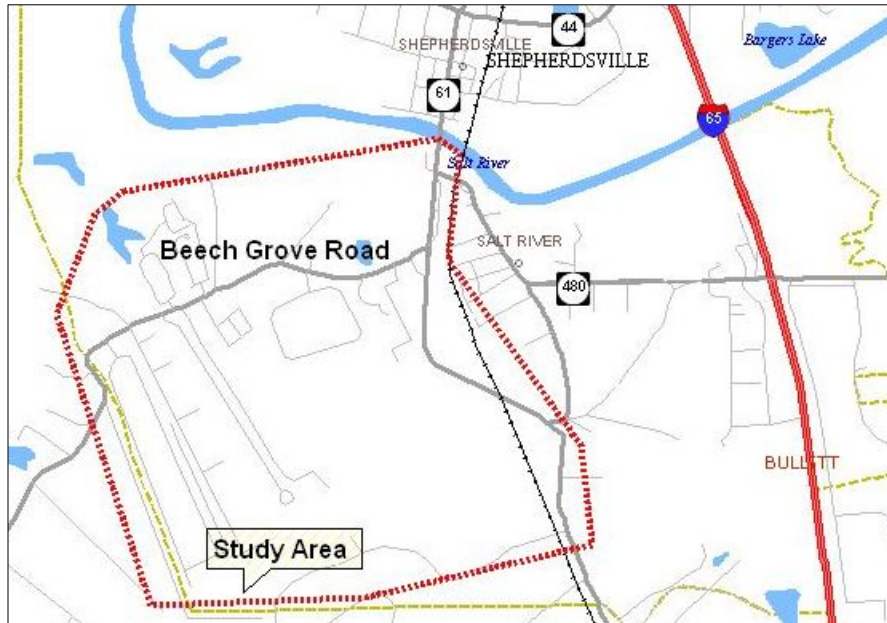 44
Bargers Lake
SHEPHERDSVILLE
SHEPHERDSVILLE
61
65
Salt River
SALT RIVER
Beech Grove Road
480
BULLITT
Study Area